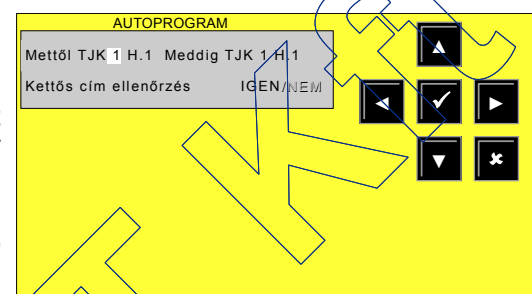 AUTOPROGRAM
Mettől TJK 1 H.1 Meddig TJK 1 H.1
Kettős cím ellenőrzés IGEN/NEM